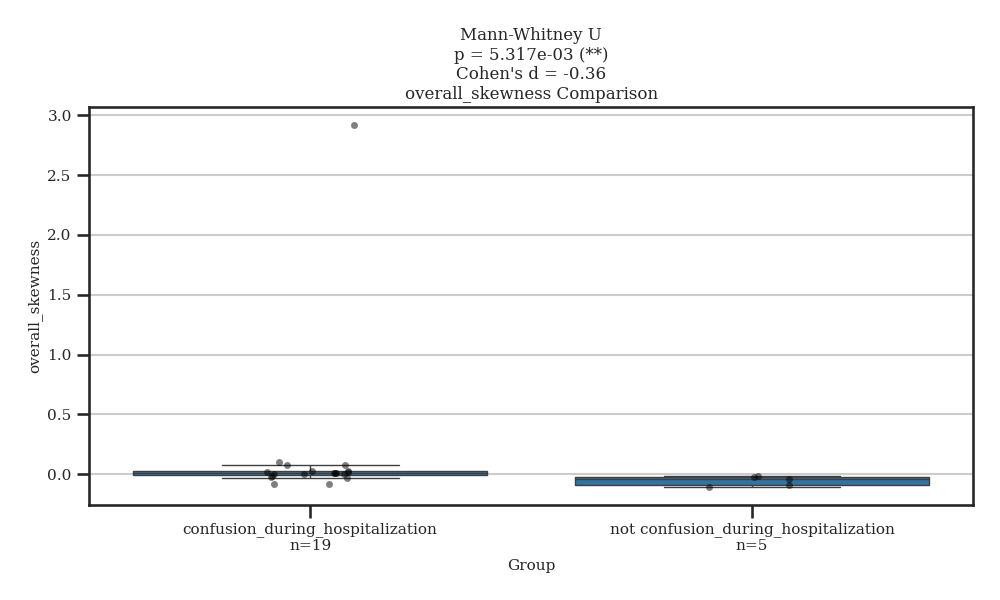 Mann-Whitney U
p = 5.317e-03 (**)
Cohen's d = -0.36
overall_skewness Comparison
3.0
2.5
2.0
1.5
1.0
0.5
0.0
overall_skewness
confusion_during_hospitalization
n=19
not confusion_during_hospitalization
n=5
Group